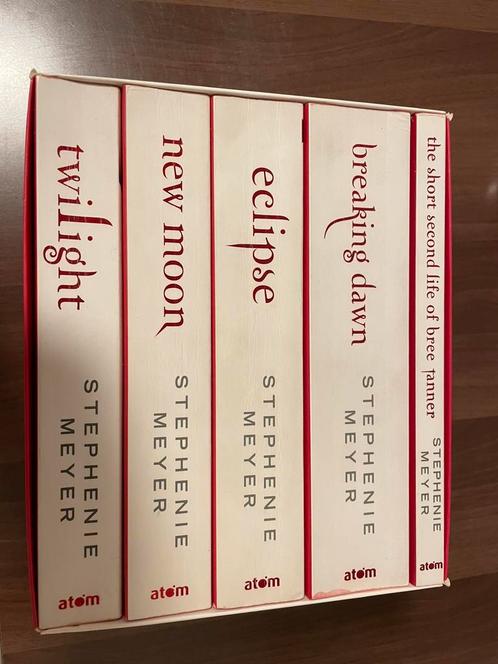 twilight
STEPHENIE
MEYER
atom
new moon
STEPHENIE
MEYER
atom
eclipse
STEPHENIE
MEYER
atom
breaking dawn
STEPHENIE
MEYER
atom
the short second life of bree tanner
STEPHENIE
MEYER
atom